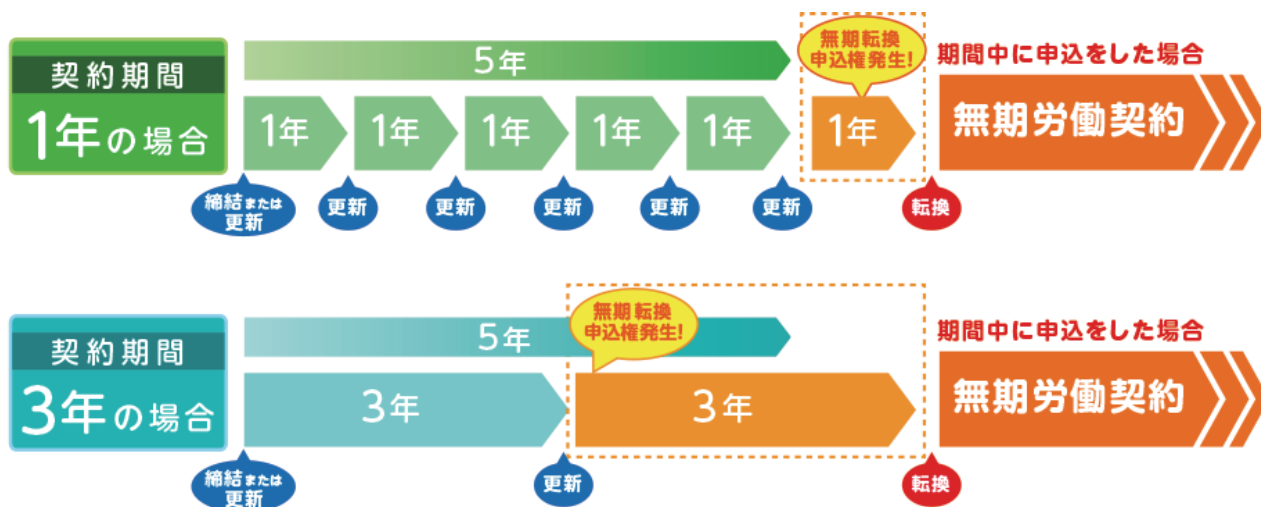 契約期間
1年の場合
5年
無期転換
申込権発生!
期間中に申込をした場合
1年
1年
1年
1年
1年
1年
無期労働契約
締結または
更新
更新
更新
更新
更新
更新
転換
契約期間
3年の場合
5年
無期転換
申込権発生!
期間中に申込をした場合
3年
3年
無期労働契約
締結または
更新
更新
転換